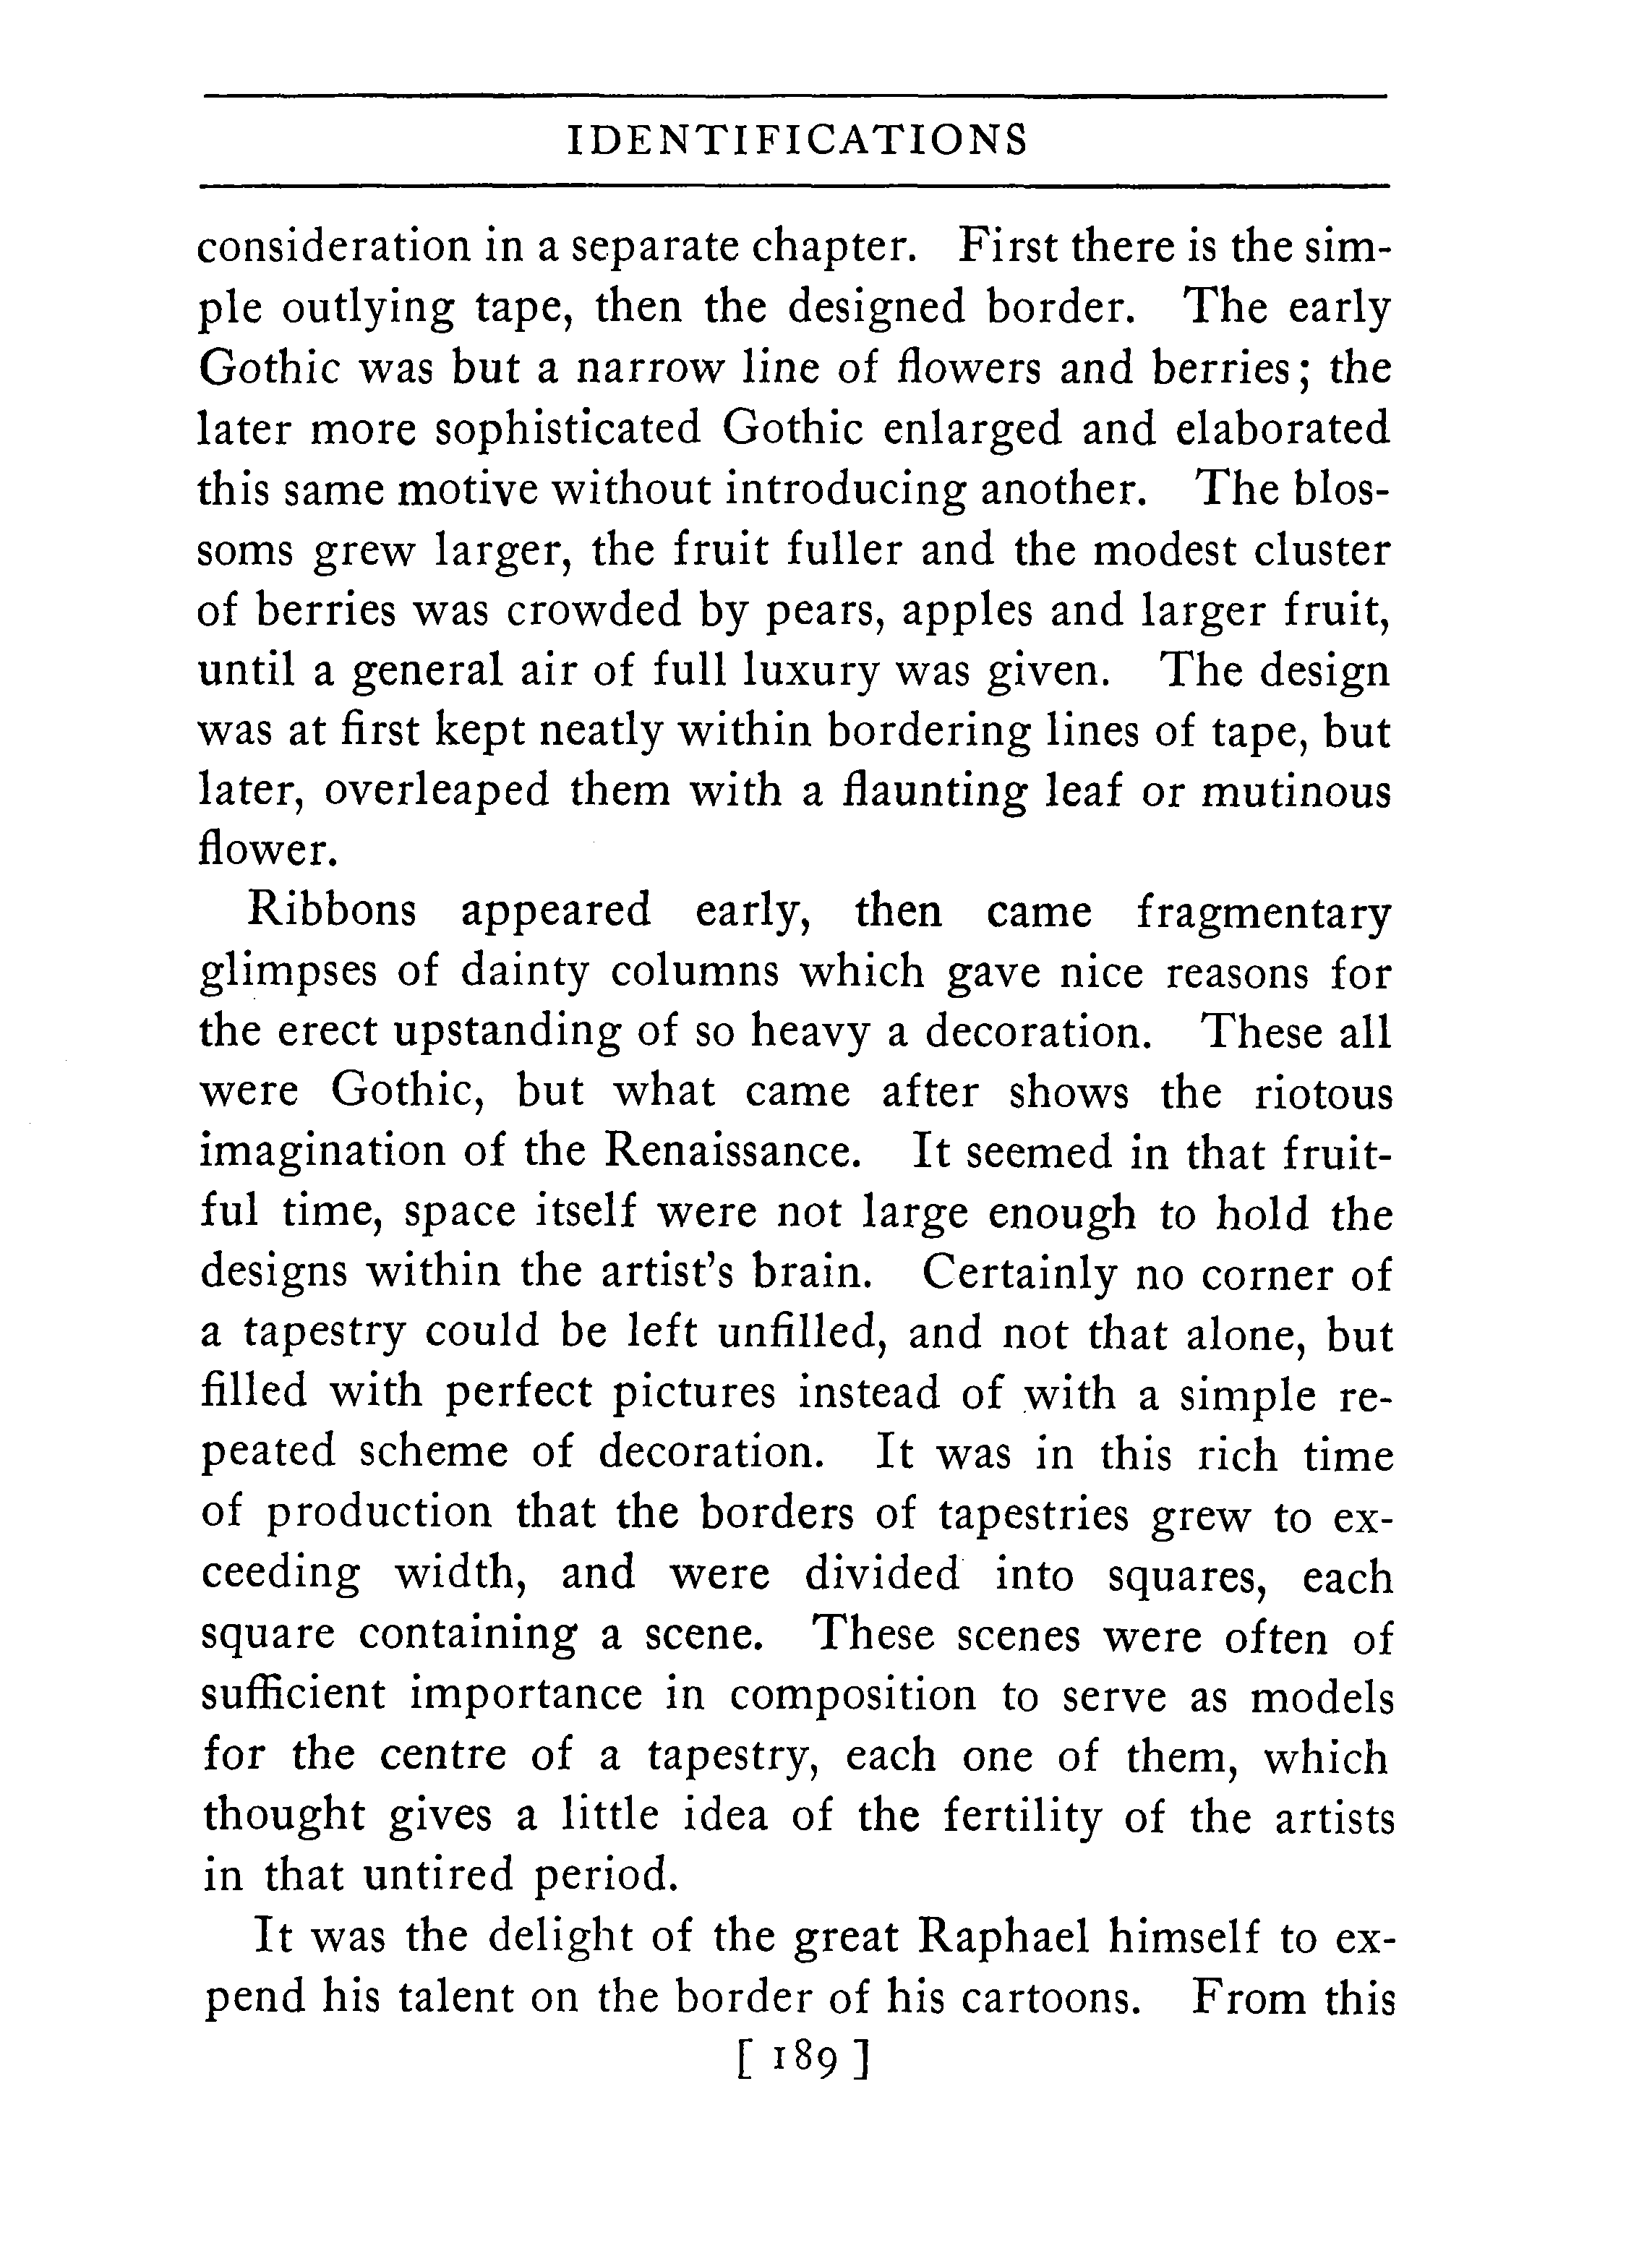 IDENTIFICATIONS
consideration in a separate chapter. First there is the sim-
ple outlying tape, then the designed border. The early
Gothic was but a narrow line of flowers and berries; the
later more sophisticated Gothic enlarged and elaborated
this same motive without introducing another. The blos-
soms grew larger, the fruit fuller and the modest cluster
of berries was crowded by pears, apples and larger fruit,
until a general air of full luxury was given. The design
was at first kept neatly within bordering lines of tape, but
later, overleaped them with a flaunting leaf or mutinous
flower.
Ribbons appeared early, then came fragmentary
glimpses of dainty columns which gave nice reasons for
the erect upstanding of so heavy a decoration. These all
were Gothic, but what came after shows the riotous
imagination of the Renaissance. It seemed in that fruit-
ful time, space itself were not large enough to hold the
designs within the artist's brain. Certainly no corner of
a tapestry could be left unfilled, and not that alone, but
filled with perfect pictures instead of with a simple re-
peated scheme of decoration. It was in this rich time
of production that the borders of tapestries grew to ex-
ceeding width, and were divided into squares, each
square containing a scene. These scenes were often of
sufficient importance in composition to serve as models
for the centre of a tapestry, each one of them, which
thought gives a little idea of the fertility of the artists
in that untired period.
It was the delight of the great Raphael himself to ex-
pend his talent on the border of his cartoons. From this
[ 189 ]